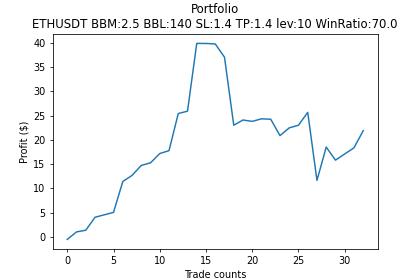 Portfolio
ETHUSDT BBM:2.5 BBL:140 SL:1.4 TP:1.4 lev:10 WinRatio:70.0
40
35
30
25
20
15
10
5
0
Profit ($)
0 5 10 15 20 25 30
Trade counts